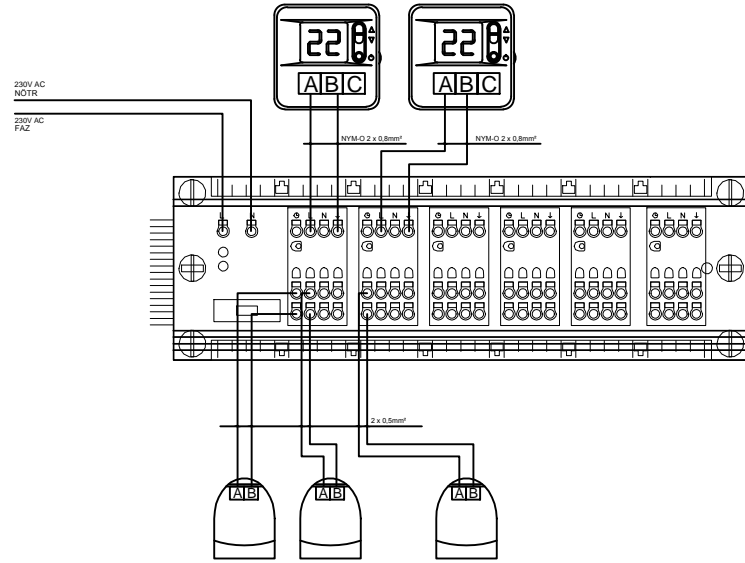 22
22
A B C
A B C
230V AC
NÖTR
230V AC
FAZ
NYM-O 2 x 0,8mm²
NYM-O 2 x 0,8mm²
L N
L N
L N
L N
L N
L N
L N
2 x 0,5mm²
A B
A B
A B